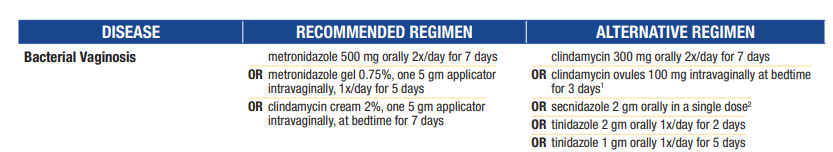 DISEASE RECOMMENDED REGIMEN ALTERNATIVE REGIMEN
Bacterial Vaginosis
metronidazole 500 mg orally 2x/day for 7 days
OR metronidazole gel 0.75%, one 5 gm applicator
intravaginally, 1x/day for 5 days
OR clindamycin cream 2%, one 5 gm applicator
intravaginally, at bedtime for 7 days
clindamycin 300 mg orally 2x/day for 7 days
OR clindamycin ovules 100 mg intravaginally at bedtime
for 3 days¹
OR secnidazole 2 gm orally in a single dose²
OR tinidazole 2 gm orally 1x/day for 2 days
OR tinidazole 1 gm orally 1x/day for 5 days